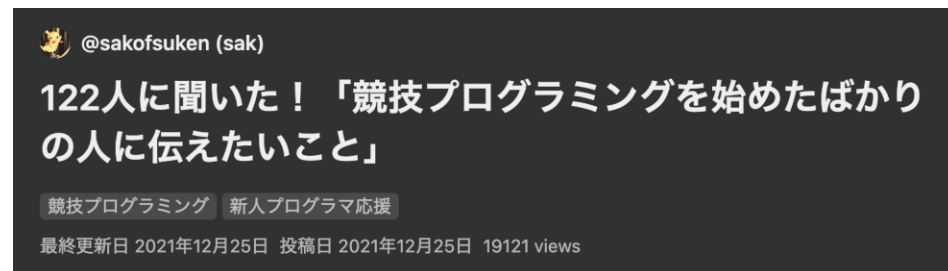 @sakofsuken (sak)
122人に聞いた！「競技プログラミングを始めたばかり
の人に伝えたいこと」
競技プログラミング 新人プログラマ応援
最終更新日 2021年12月25日 投稿日 2021年12月25日 19121 views